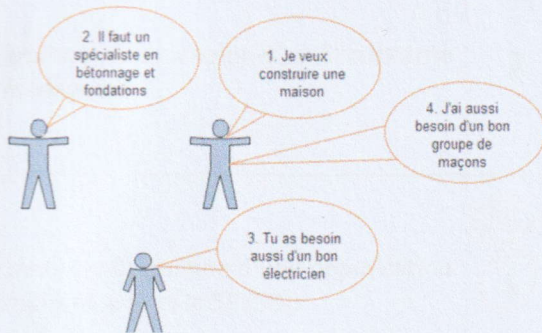 2. Il faut un
spécialiste en
bétonnage et
fondations
1. Je veux
construire une
maison
4. J'ai aussi
besoin d'un bon
groupe de
maçons
3. Tu as besoin
aussi d'un bon
électricien